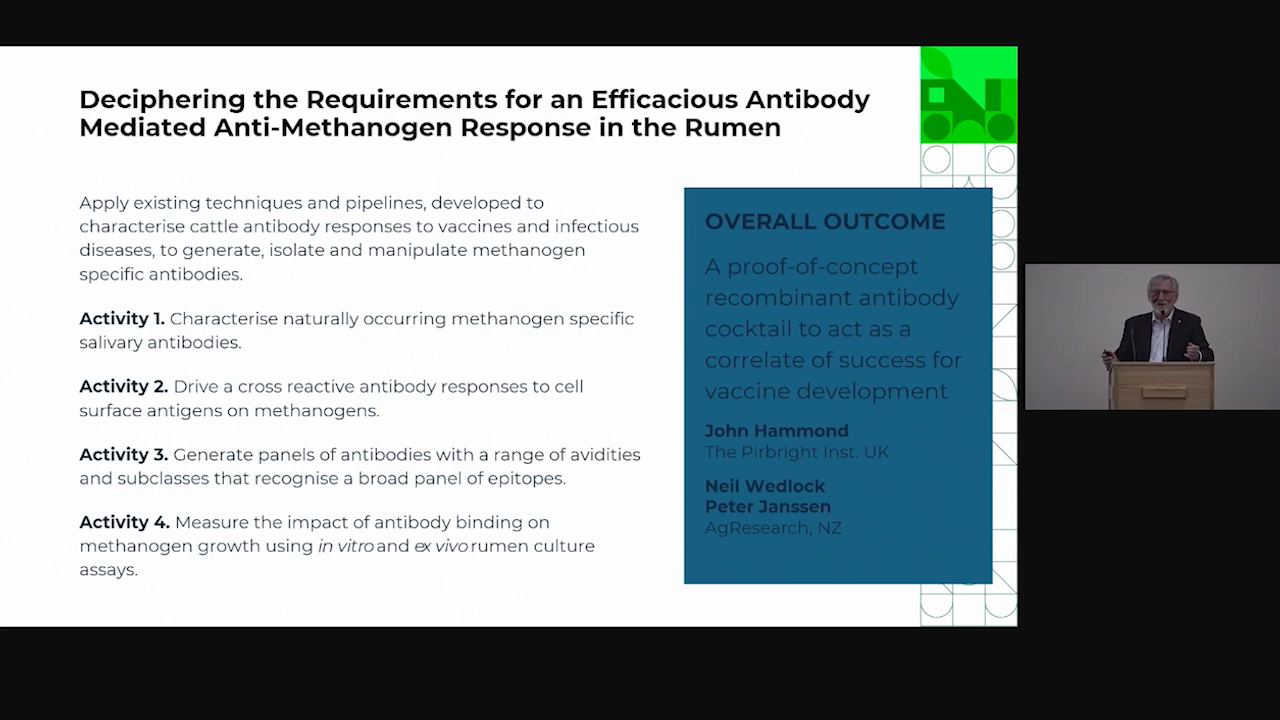 Deciphering the Requirements for an Efficacious Antibody
Mediated Anti-Methanogen Response in the Rumen
Apply existing techniques and pipelines, developed to
characterise cattle antibody responses to vaccines and infectious
diseases, to generate, isolate and manipulate methanogen
specific antibodies.
Activity 1. Characterise naturally occurring methanogen specific
salivary antibodies.
Activity 2. Drive a cross reactive antibody responses to cell
surface antigens on methanogens.
Activity 3. Generate panels of antibodies with a range of avidities
and subclasses that recognise a broad panel of epitopes.
Activity 4. Measure the impact of antibody binding on
methanogen growth using in vitro and ex vivo rumen culture
assays.
OVERALL OUTCOME
A proof-of-concept
recombinant antibody
cocktail to act as a
correlate of success for
vaccine development
John Hammond
The Pirbright Inst. UK
Neil Wedlock
Peter Janssen
AgResearch, NZ